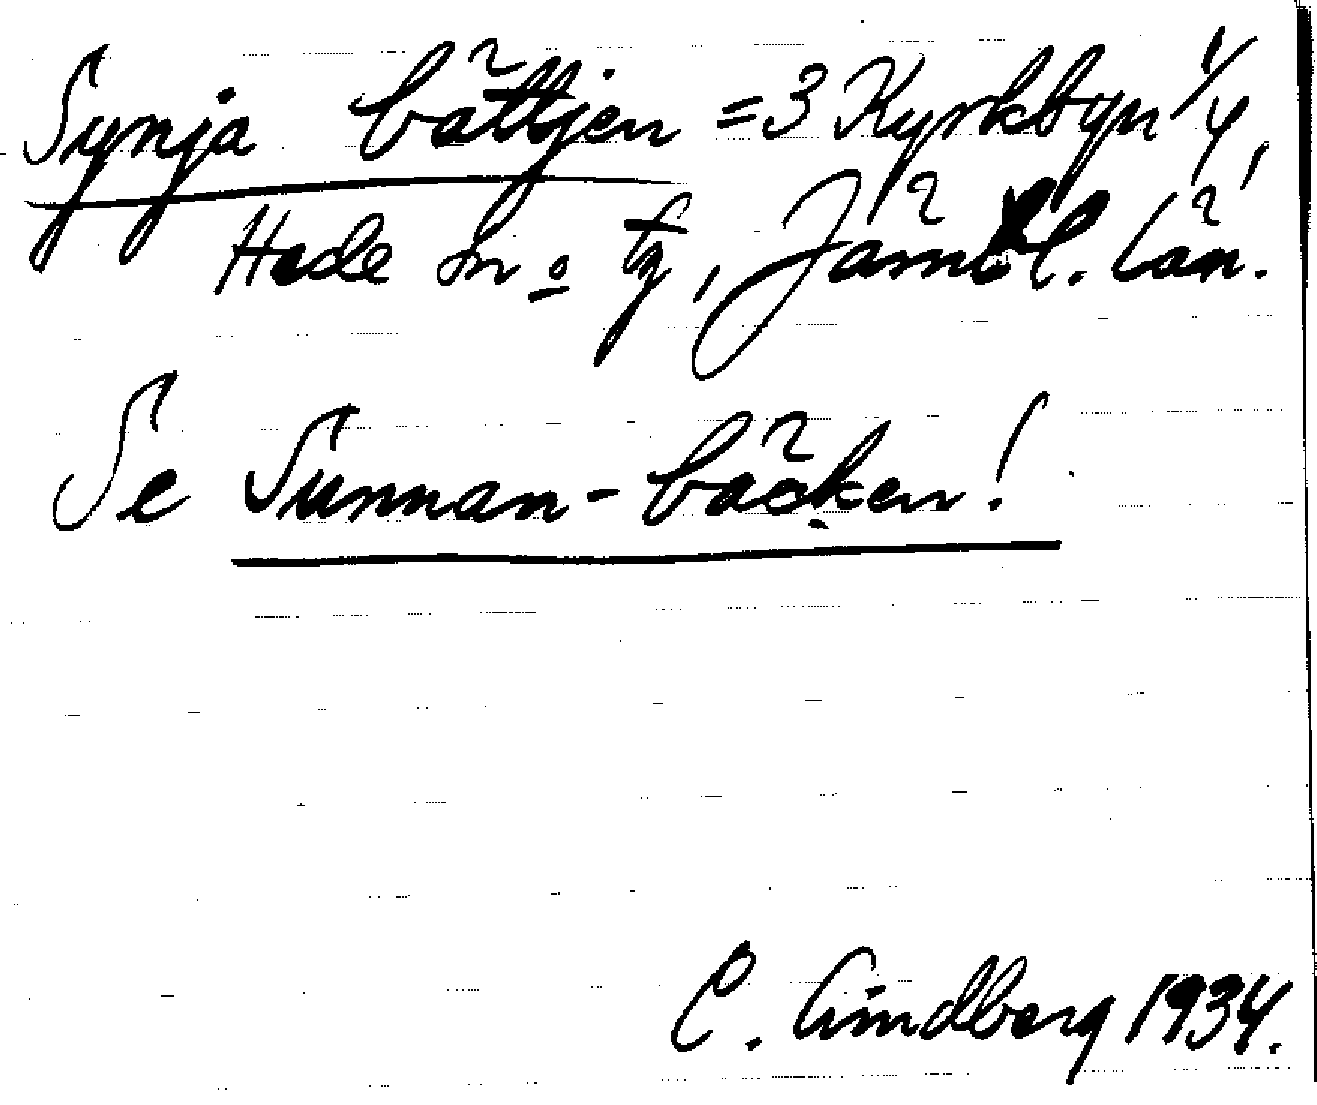 Synja bättjen = 3 Kyrkbyn 1/4,
Hede sn o tg, Jämtl. län.
Se Sunnan-bäcken!
C. Lindberg 1934.